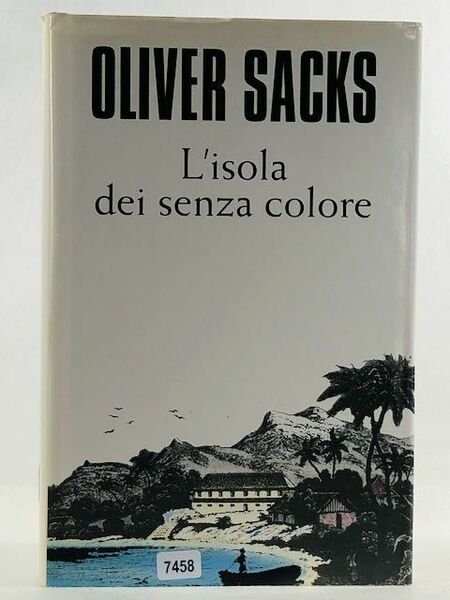 OLIVER SACKS
L'isola
dei senza colore
7458